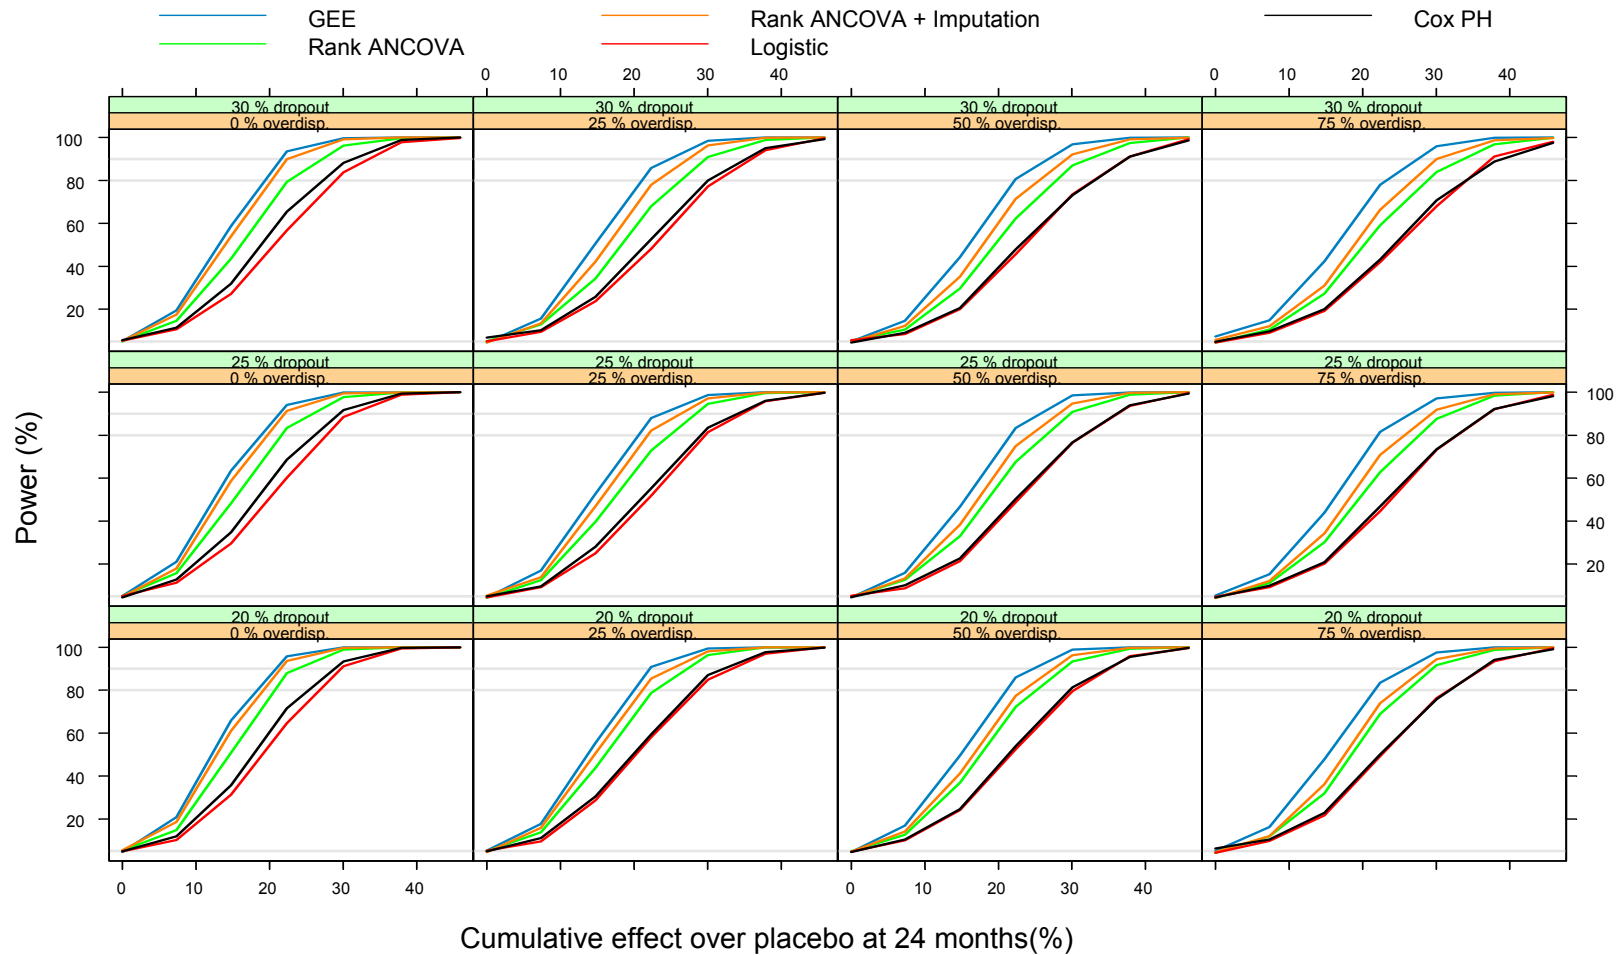 GEE Rank ANCOVA + Imputation Cox PH
Rank ANCOVA Logistic
0 20 40 0 20 40
30 % dropout 30 % dropout 30 % dropout 30 % dropout
0 % overdisp. 25 % overdisp. 50 % overdisp. 75 % overdisp.
100
80
60
40
20
25 % dropout 25 % dropout 25 % dropout 25 % dropout
0 % overdisp. 25 % overdisp. 50 % overdisp. 75 % overdisp.
100
80
60
40
20
Power (%)
20 % dropout 20 % dropout 20 % dropout 20 % dropout
0 % overdisp. 25 % overdisp. 50 % overdisp. 75 % overdisp.
100
80
60
40
20
0 10 20 30 40 0 10 20 30 40
Cumulative effect over placebo at 24 months(%)